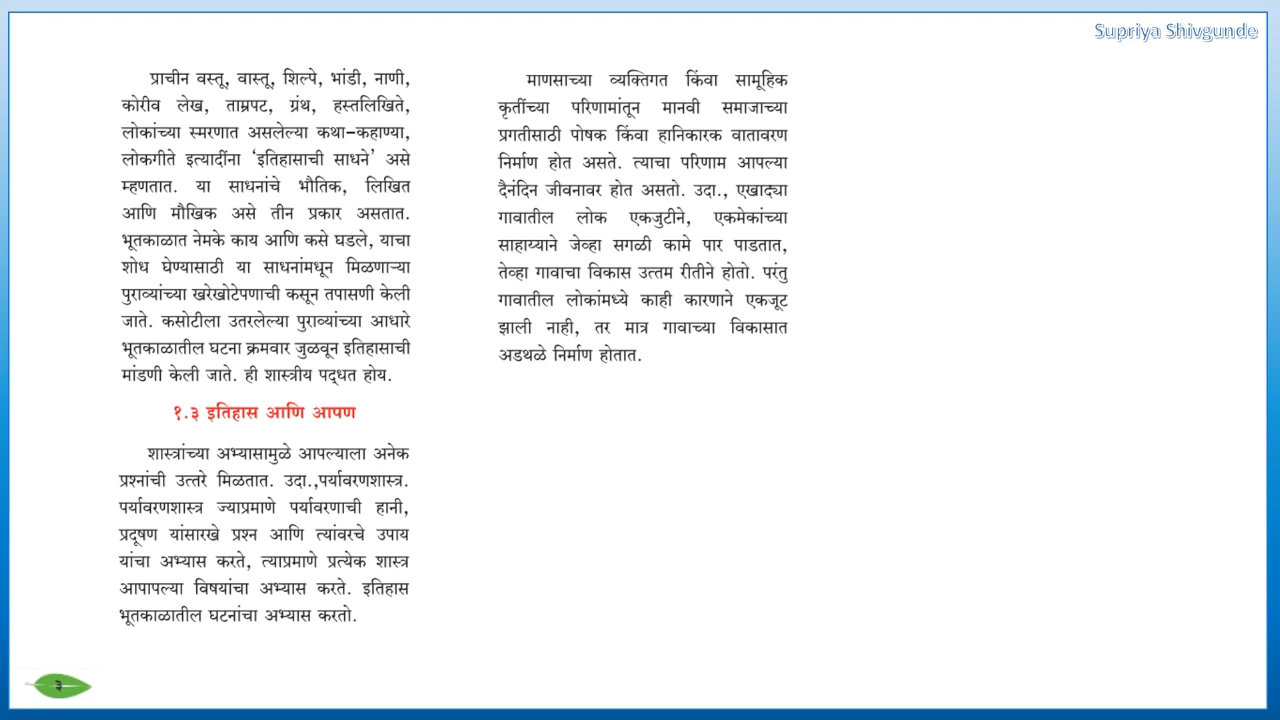 Supriya Shivgunde
प्राचीन वस्तू, वास्तू, शिल्पे, भांडी, नाणी,
कोरीव लेख, ताम्रपट, ग्रंथ, हस्तलिखिते,
लोकांच्या स्मरणात असलेल्या कथा-कहाण्या,
लोकगीते इत्यादींना ‘इतिहासाची साधने’ असे
म्हणतात. या साधनांचे भौतिक, लिखित
आणि मौखिक असे तीन प्रकार असतात.
भूतकाळात नेमके काय आणि कसे घडले, याचा
शोध घेण्यासाठी या साधनांमधून मिळणाऱ्या
पुराव्यांच्या खरेखोटेपणाची कसून तपासणी केली
जाते. कसोटीला उतरलेल्या पुराव्यांच्या आधारे
भूतकाळातील घटना क्रमवार जुळवून इतिहासाची
मांडणी केली जाते. ही शास्त्रीय पद्धत होय.
१.३ इतिहास आणि आपण
शास्त्रांच्या अभ्यासामुळे आपल्याला अनेक
प्रश्नांची उत्तरे मिळतात. उदा.,पर्यावरणशास्त्र.
पर्यावरणशास्त्र ज्याप्रमाणे पर्यावरणाची हानी,
प्रदूषण यांसारखे प्रश्न आणि त्यांवरचे उपाय
यांचा अभ्यास करते, त्याप्रमाणे प्रत्येक शास्त्र
आपापल्या विषयांचा अभ्यास करते. इतिहास
भूतकाळातील घटनांचा अभ्यास करतो.
माणसाच्या व्यक्तिगत किंवा सामूहिक
कृतींच्या परिणामांतून मानवी समाजाच्या
प्रगतीसाठी पोषक किंवा हानिकारक वातावरण
निर्माण होत असते. त्याचा परिणाम आपल्या
दैनंदिन जीवनावर होत असतो. उदा., एखाद्या
गावातील लोक एकजुटीने, एकमेकांच्या
साहाय्याने जेव्हा सगळी कामे पार पाडतात,
तेव्हा गावाचा विकास उत्तम रीतीने होतो. परंतु
गावातील लोकांमध्ये काही कारणाने एकजूट
झाली नाही, तर मात्र गावाच्या विकासात
अडथळे निर्माण होतात.
३